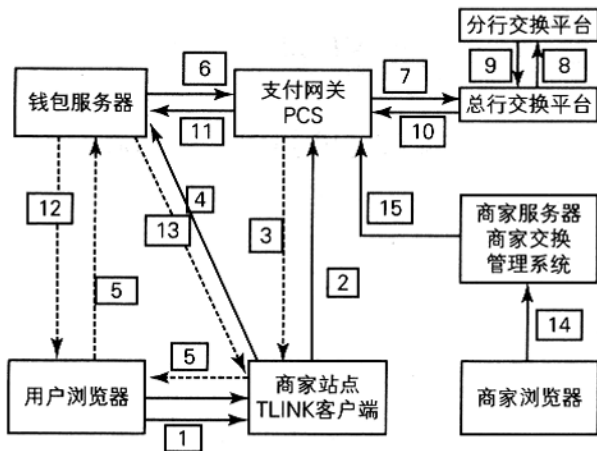 分行交换平台
9
8
6
7
钱包服务器
支付网关
PCS
总行交换平台
11
10
12
4
13
3
15
商家服务器
商家交换
管理系统
5
2
14
5
用户浏览器
商家站点
TLINK客户端
商家浏览器
1